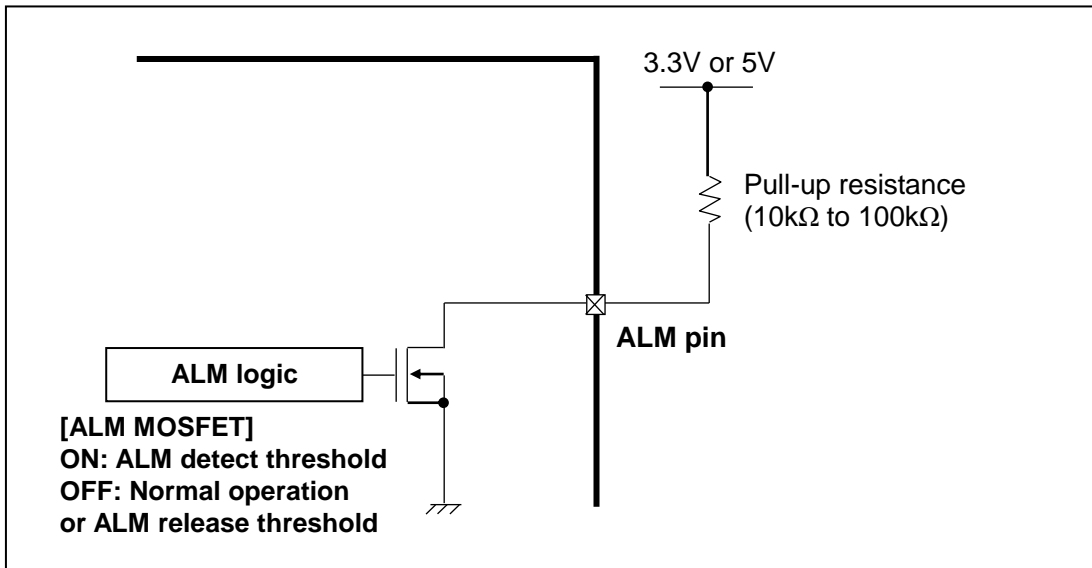 3.3V or 5V
Pull-up resistance
(10kΩ to 100kΩ)
ALM pin
ALM logic
[ALM MOSFET]
ON: ALM detect threshold
OFF: Normal operation
or ALM release threshold